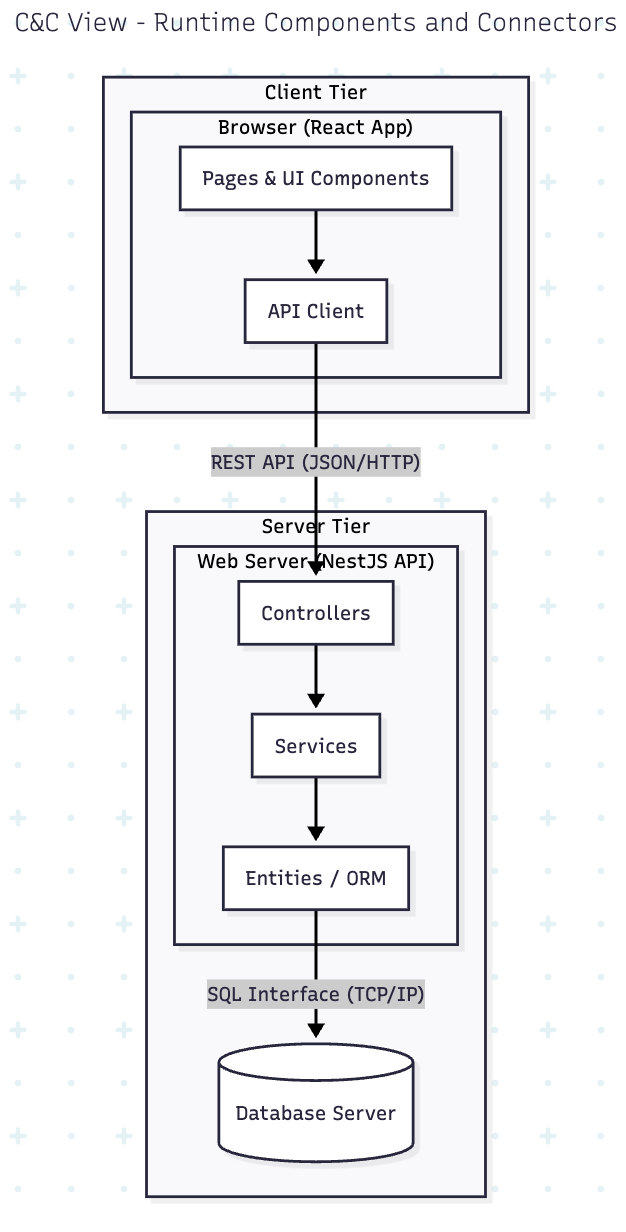 C&C View - Runtime Components and Connectors
Client Tier
Browser (React App)
Pages & UI Components
API Client
REST API (JSON/HTTP)
Server Tier
Web Server (NestJS API)
Controllers
Services
Entities / ORM
SQL Interface (TCP/IP)
Database Server